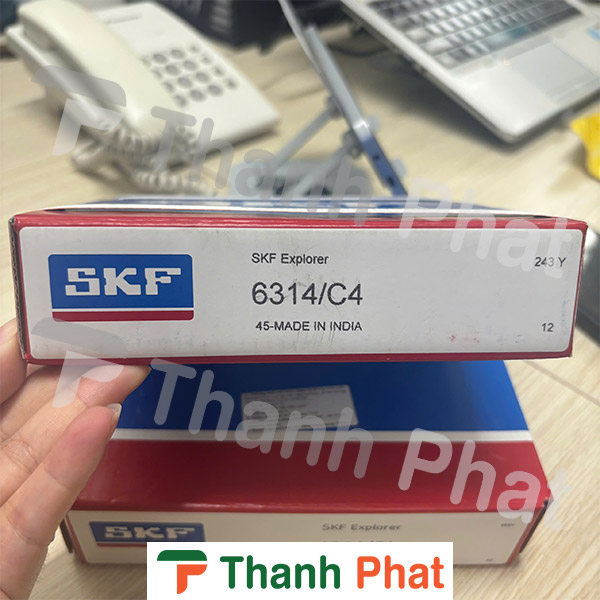 Thanh Phat
SKF
SKF Explorer
243 Y
6314/C4
45-MADE IN INDIA
12
Thanh Phat
SKF
SKF Explorer
Thanh Phat